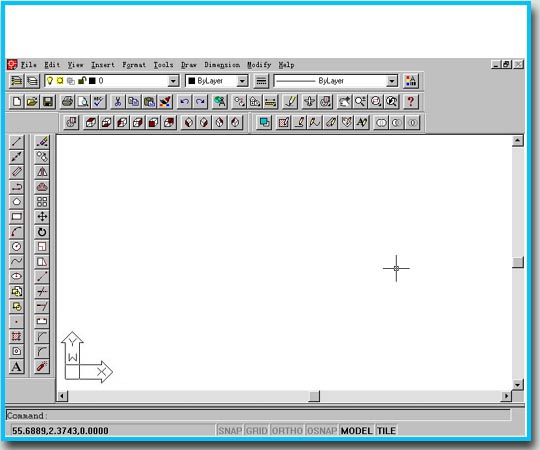 File Edit View Insert Format Tools Draw Dimension Modify Help
0 ByLayer ByLayer
A
Y
W
X
Command:
55.6889,2.3743,0.0000 SNAP GRID ORTHO OSNAP MODEL TILE